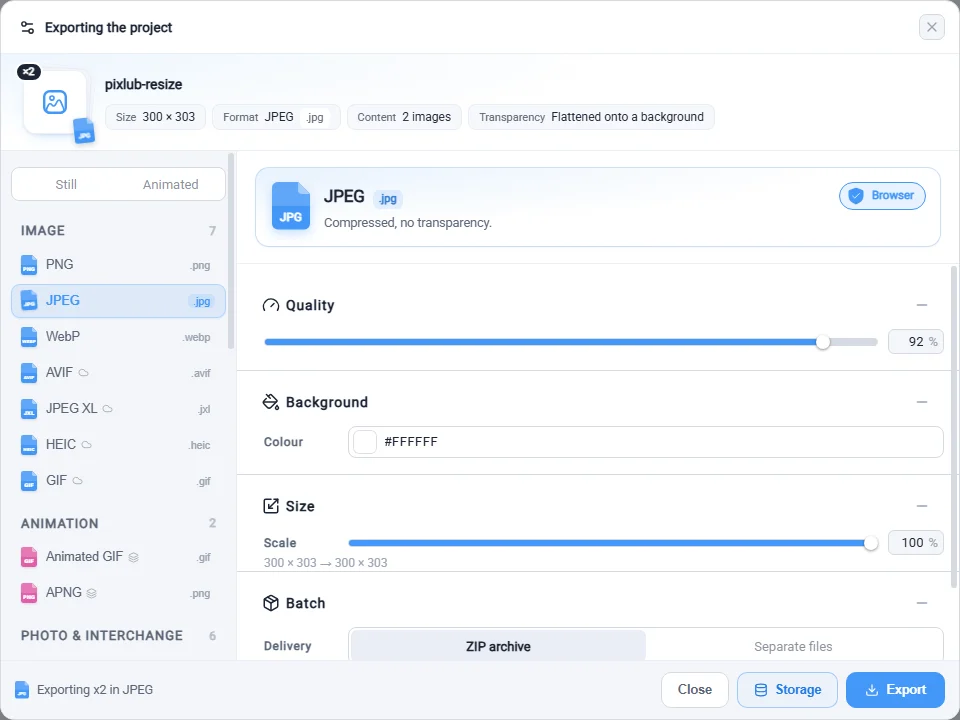 Exporting the project
x2
pixlub-resize
Size 300 × 303 Format JPEG .jpg Content 2 images Transparency Flattened onto a background
JPG
Still Animated
IMAGE 7
PNG .png
JPEG .jpg
WebP .webp
AVIF .avif
JPEG XL .jxl
HEIC .heic
GIF .gif
ANIMATION 2
Animated GIF .gif
APNG .png
PHOTO & INTERCHANGE 6
JPG
JPEG .jpg
Compressed, no transparency.
Browser
Quality
92 %
Background
Colour #FFFFFF
Size
Scale 100 %
300 × 303 → 300 × 303
Batch
Delivery ZIP archive Separate files
Exporting x2 in JPEG
Close Storage Export